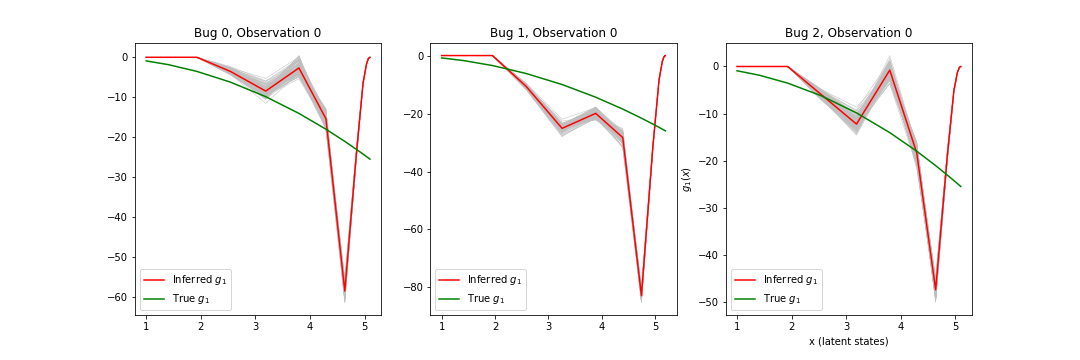 Bug 0, Observation 0
0
−10
−20
−30
−40
−50
−60
1 2 3 4 5
Inferred g₁
True g₁
Bug 1, Observation 0
0
−20
−40
−60
−80
1 2 3 4 5
Inferred g₁
True g₁
Bug 2, Observation 0
g₁(x)
0
−10
−20
−30
−40
−50
1 2 3 4 5
x (latent states)
Inferred g₁
True g₁